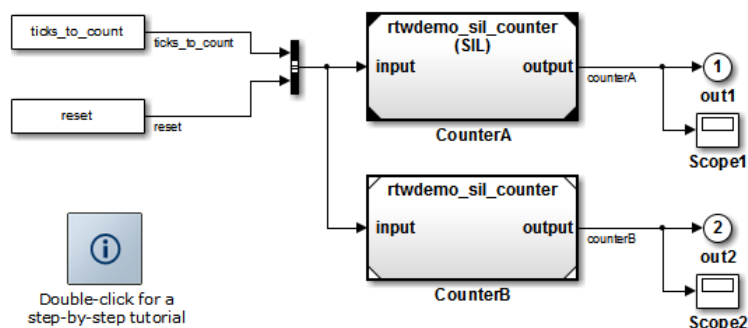 ticks_to_count
ticks_to_count
reset
reset
rtwdemo_sil_counter
(SIL)
input
output
CounterA
counterA
1
out1
Scope1
rtwdemo_sil_counter
input
output
CounterB
counterB
2
out2
Scope2
Double-click for a
step-by-step tutorial